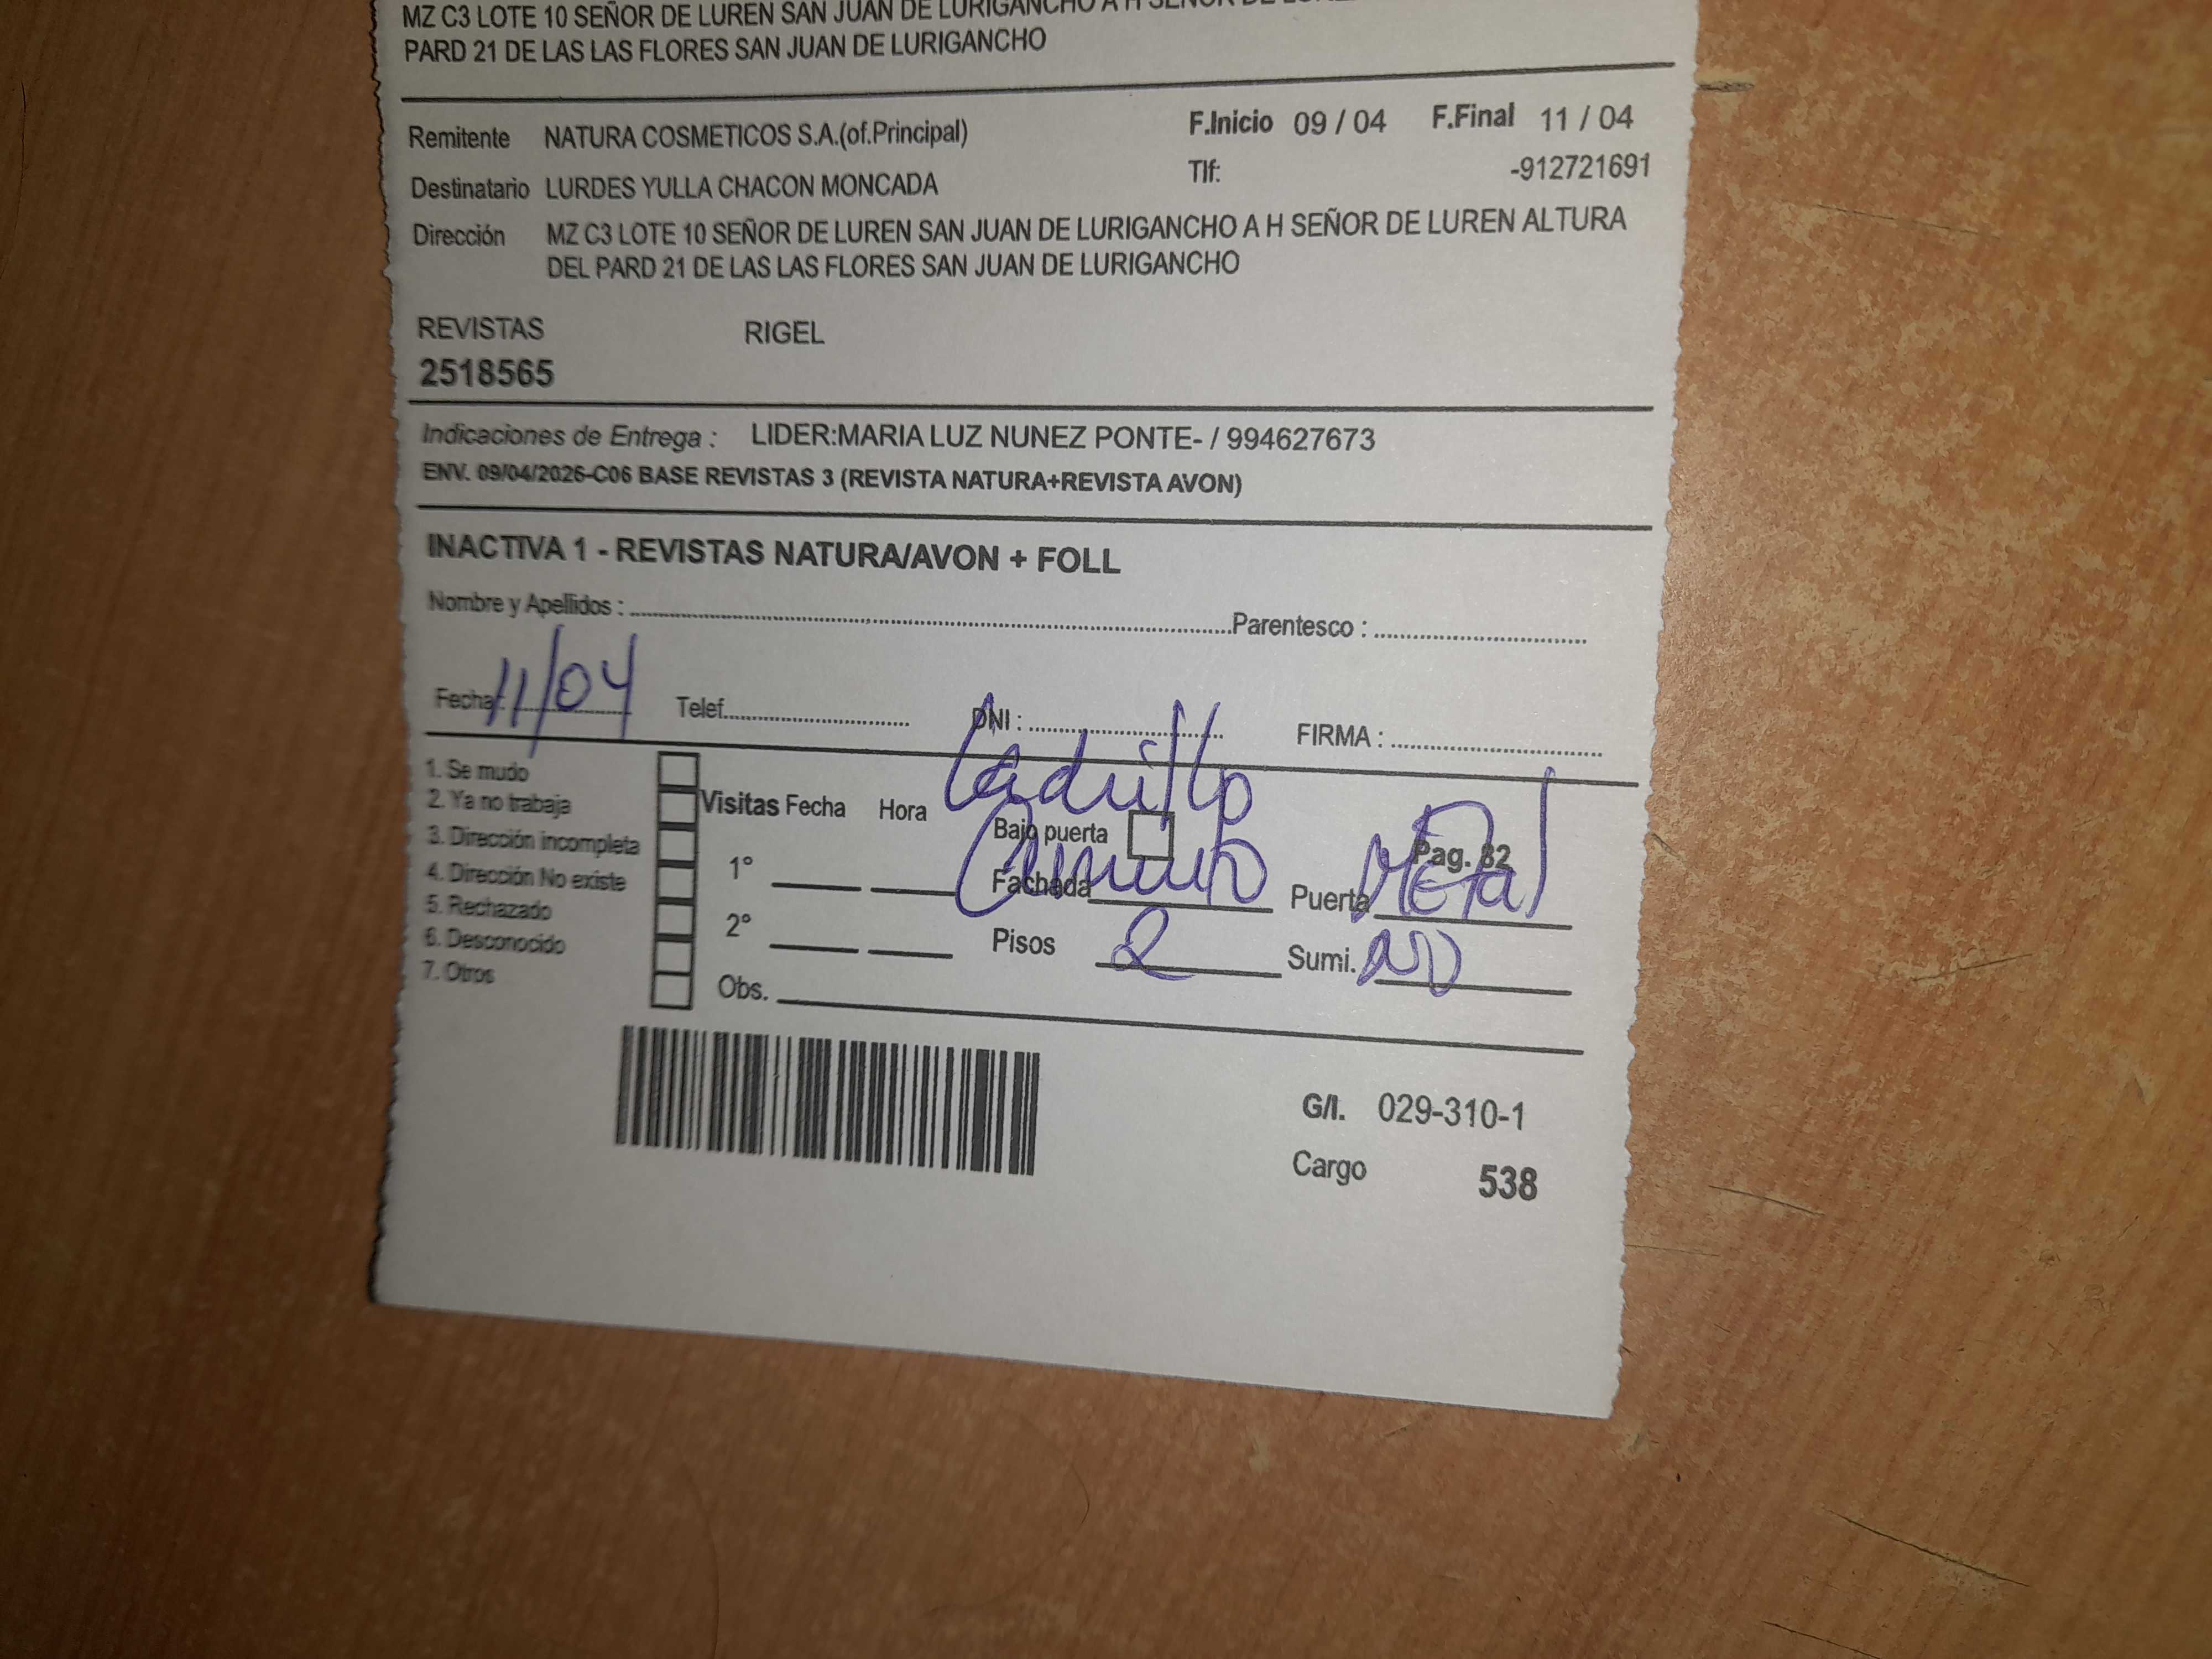 MZ C3 LOTE 10 SEÑOR DE LUREN SAN JUAN DE LURIGANCHO A H SEÑOR DE
PARD 21 DE LAS LAS FLORES SAN JUAN DE LURIGANCHO
Remitente NATURA COSMETICOS S.A.(of.Principal) F.Inicio 09 / 04 F.Final 11 / 04
Destinatario LURDES YULLA CHACON MONCADA Tlf: -912721691
Dirección MZ C3 LOTE 10 SEÑOR DE LUREN SAN JUAN DE LURIGANCHO A H SEÑOR DE LUREN ALTURA
DEL PARD 21 DE LAS LAS FLORES SAN JUAN DE LURIGANCHO
REVISTAS RIGEL
2518565
Indicaciones de Entrega : LIDER:MARIA LUZ NUNEZ PONTE- / 994627673
ENV. 09/04/2026-C06 BASE REVISTAS 3 (REVISTA NATURA+REVISTA AVON)
INACTIVA 1 - REVISTAS NATURA/AVON + FOLL
Nombre y Apellidos : Parentesco :
Fecha: 11/04 Telef. DNI : FIRMA :
Ladrillo
1. Se mudo
2. Ya no trabaja
3. Dirección incompleta
4. Dirección No existe
5. Rechazado
6. Desconocido
7. Otros
Visitas Fecha Hora
1°
2°
Obs.
Bajo puerta Pag. 82
Fachada Puerta Metal
Pisos 2 Sumi.
G/I. 029-310-1
Cargo 538